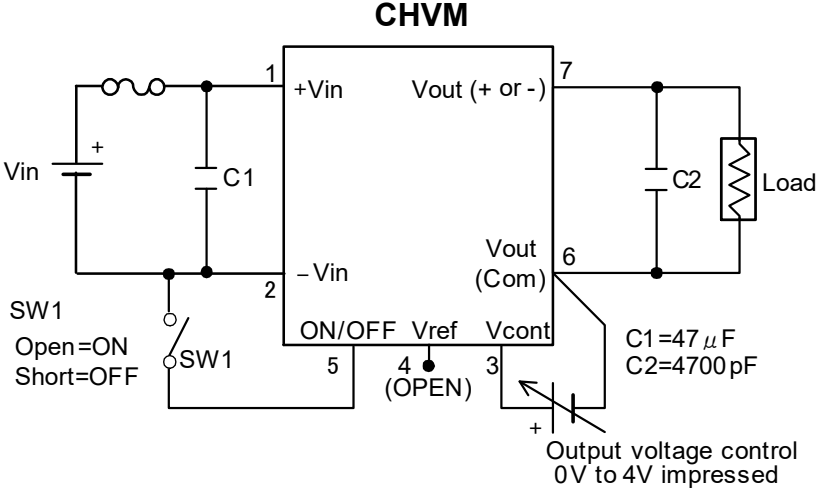 CHVM
1
+Vin
Vout (+ or -)
7
Vin
+
C1
C2
Load
Vout
(Com)
6
−Vin
2
SW1
Open=ON
Short=OFF
SW1
ON/OFF
Vref
Vcont
5
4
3
(OPEN)
C1=47μF
C2=4700pF
+
Output voltage control
0V to 4V impressed